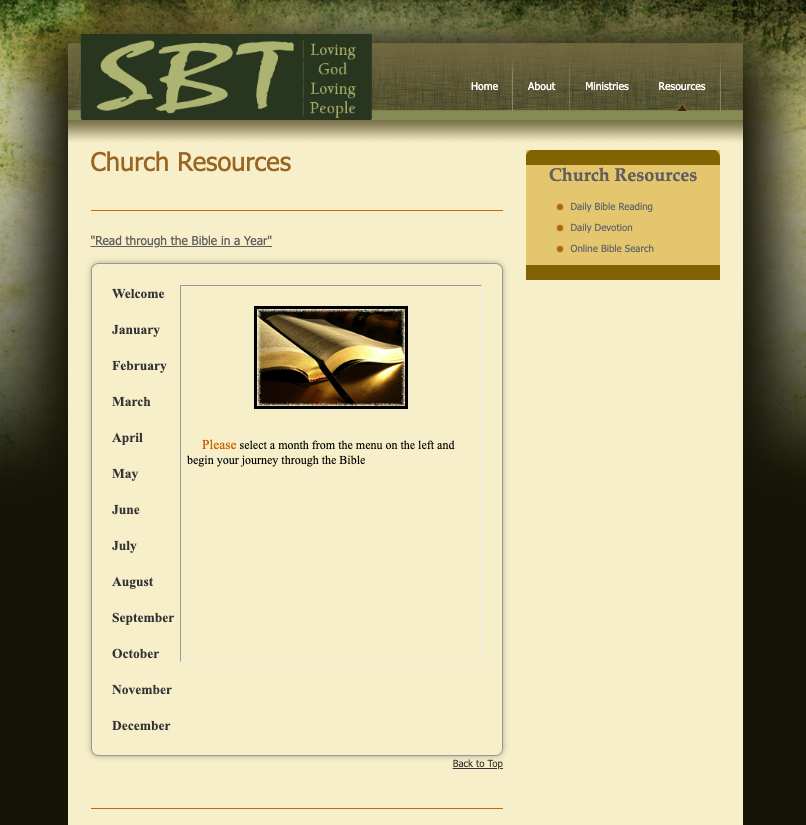 SBT
Loving
God
Loving
People
Home
About
Ministries
Resources
Church Resources
"Read through the Bible in a Year"
Welcome
January
February
March
April
May
June
July
August
September
October
November
December
Please select a month from the menu on the left and
begin your journey through the Bible
Back to Top
Church Resources
Daily Bible Reading
Daily Devotion
Online Bible Search